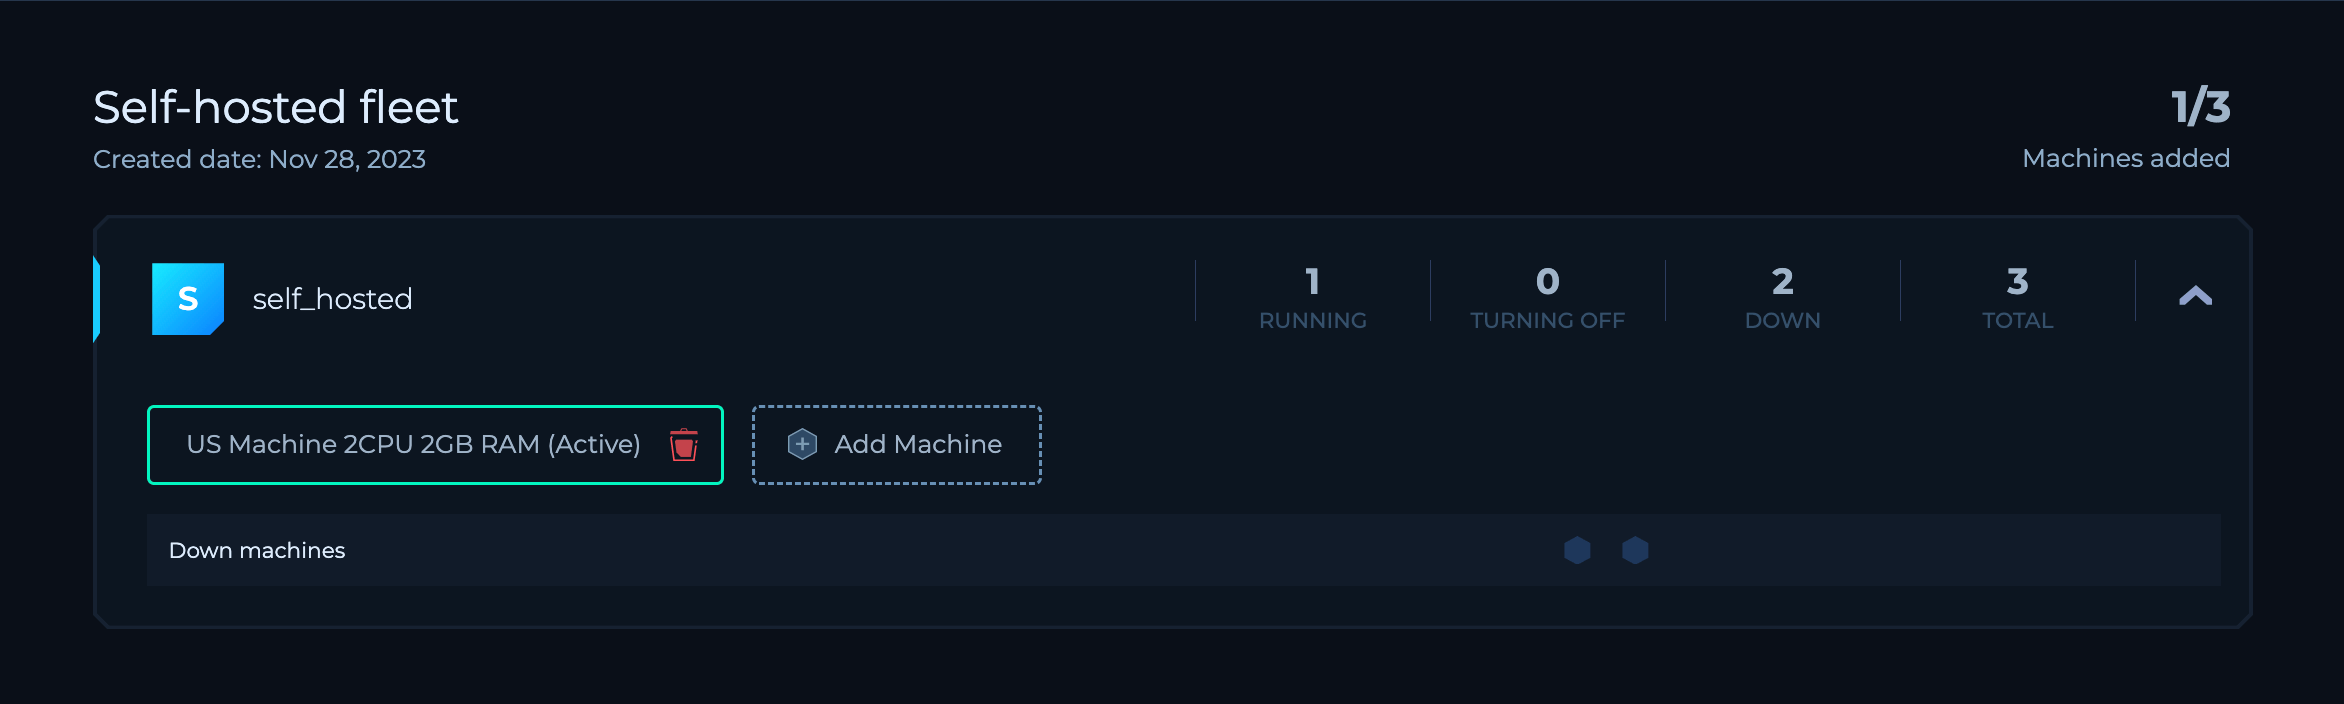 Self-hosted fleet
Created date: Nov 28, 2023
1/3
Machines added
S
self_hosted
1
RUNNING
0
TURNING OFF
2
DOWN
3
TOTAL
US Machine 2CPU 2GB RAM (Active)
Add Machine
Down machines